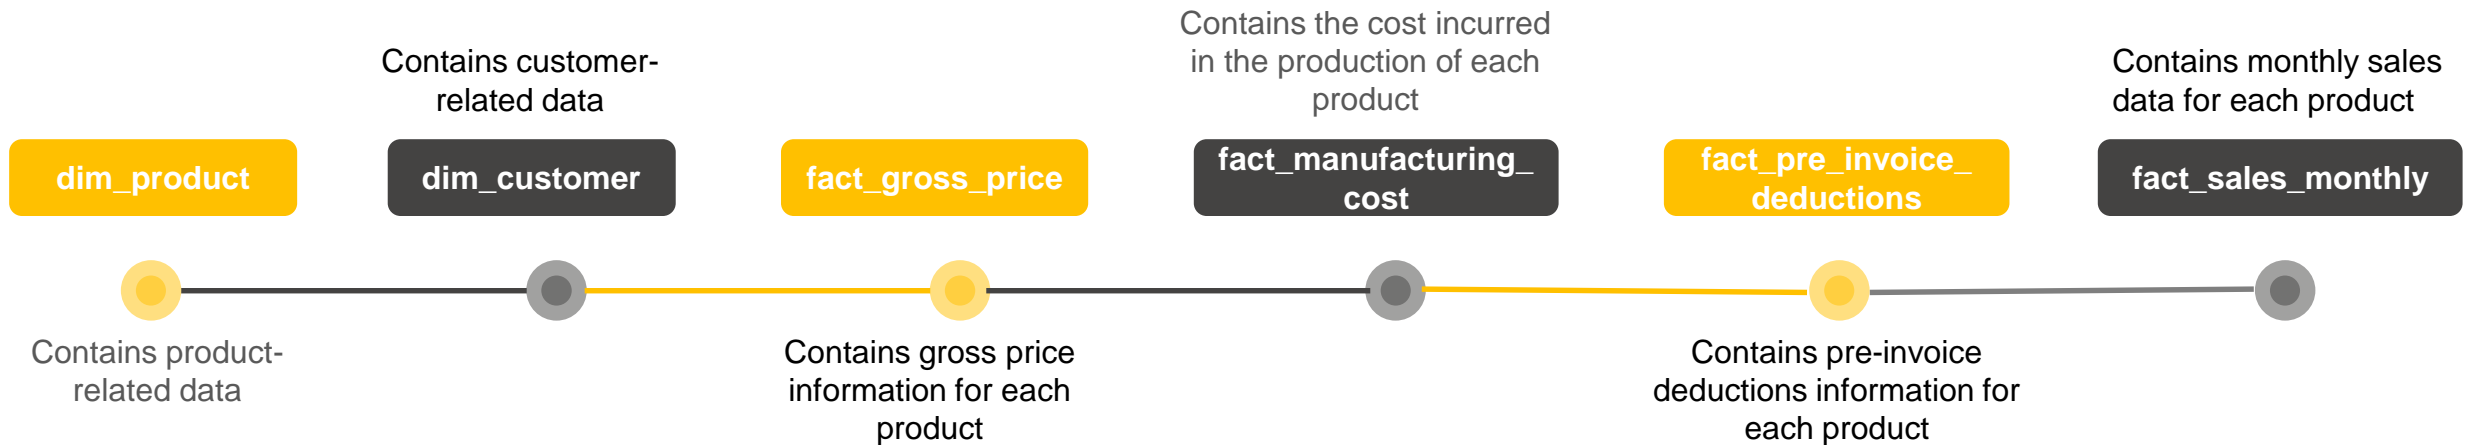 dim_product
Contains product-
related data
Contains customer-
related data
dim_customer
fact_gross_price
Contains gross price
information for each
product
Contains the cost incurred
in the production of each
product
fact_manufacturing_
cost
fact_pre_invoice_
deductions
Contains pre-invoice
deductions information for
each product
Contains monthly sales
data for each product
fact_sales_monthly